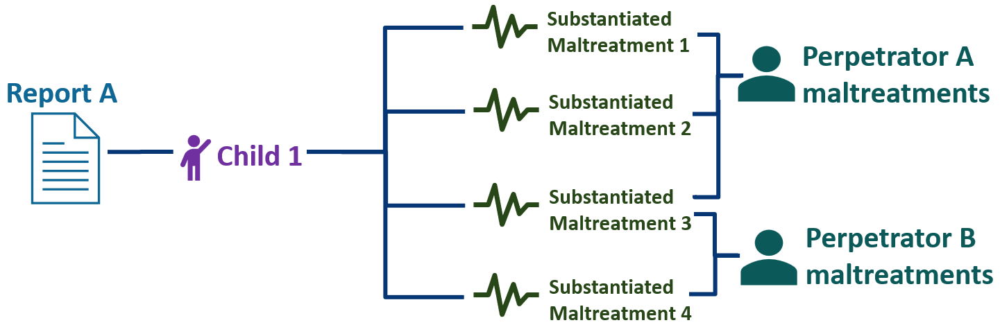 Report A
Child 1
Substantiated
Maltreatment 1
Substantiated
Maltreatment 2
Substantiated
Maltreatment 3
Substantiated
Maltreatment 4
Perpetrator A
maltreatments
Perpetrator B
maltreatments